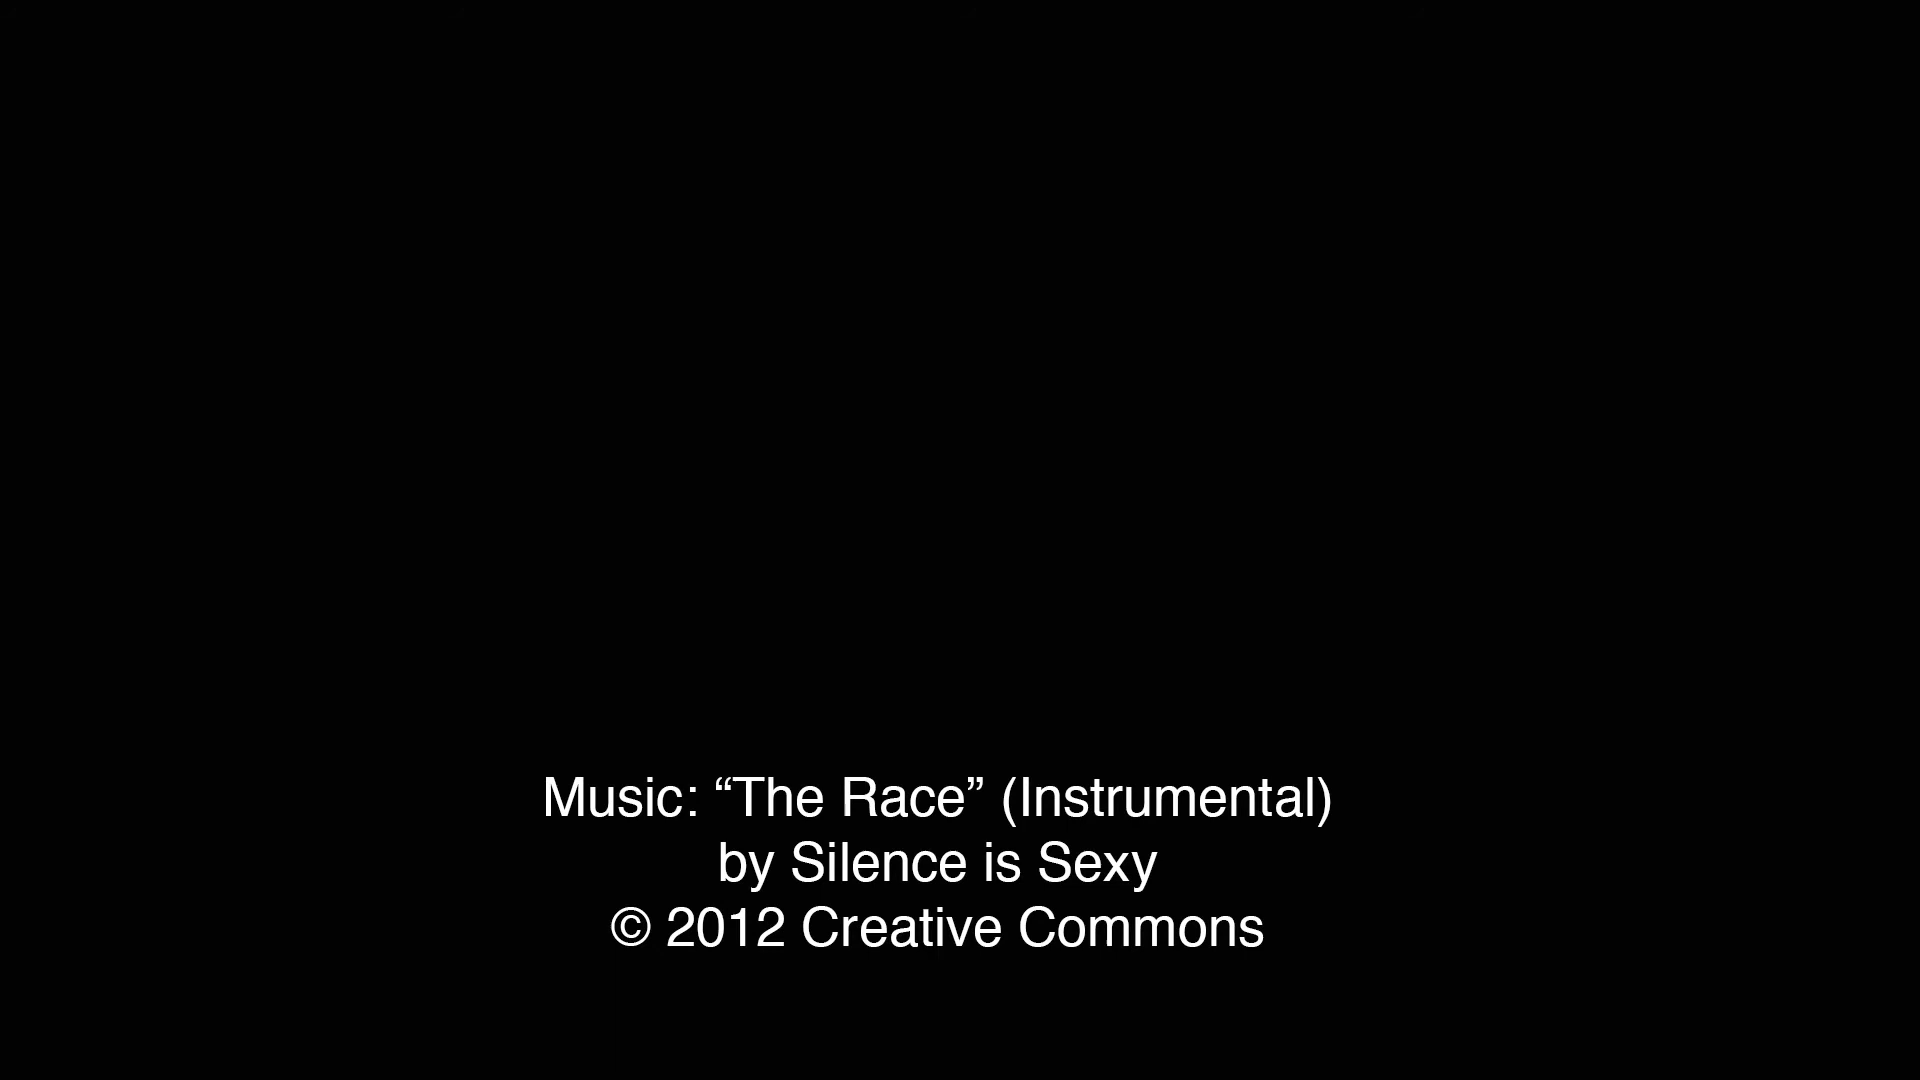 Music: “The Race” (Instrumental)
by Silence is Sexy
© 2012 Creative Commons